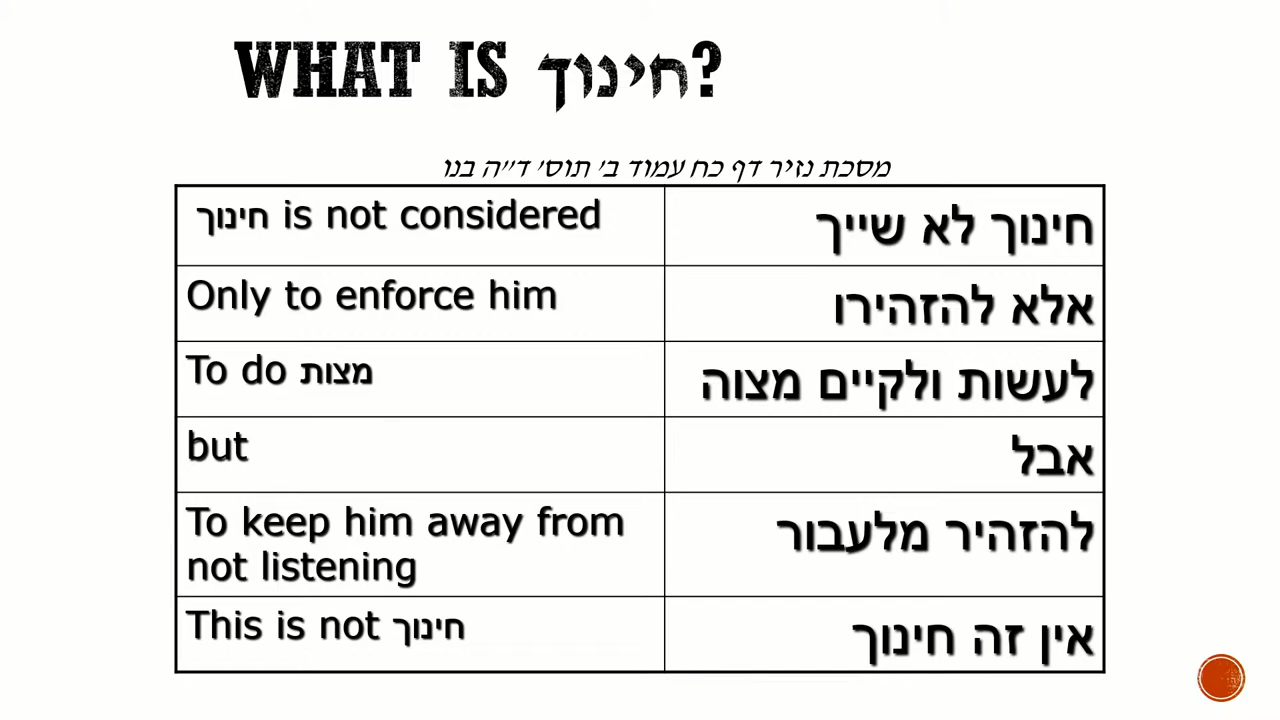 WHAT IS חינוך?
מסכת נזיר דף כח עמוד ב' תוס' ד''ה בנו
חינוך is not considered
חינוך לא שייך
Only to enforce him
אלא להזהירו
To do מצות
לעשות ולקיים מצוה
but
אבל
To keep him away from
not listening
להזהיר מלעבור
This is not חינוך
אין זה חינוך